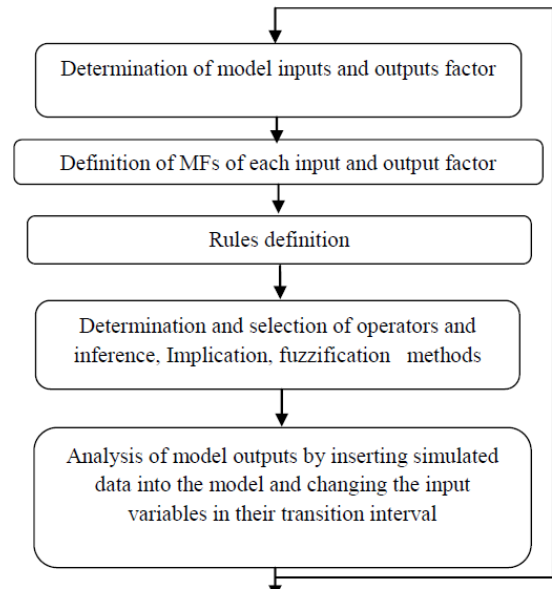 Determination of model inputs and outputs factor
Definition of MFs of each input and output factor
Rules definition
Determination and selection of operators and
inference, Implication, fuzzification methods
Analysis of model outputs by inserting simulated
data into the model and changing the input
variables in their transition interval